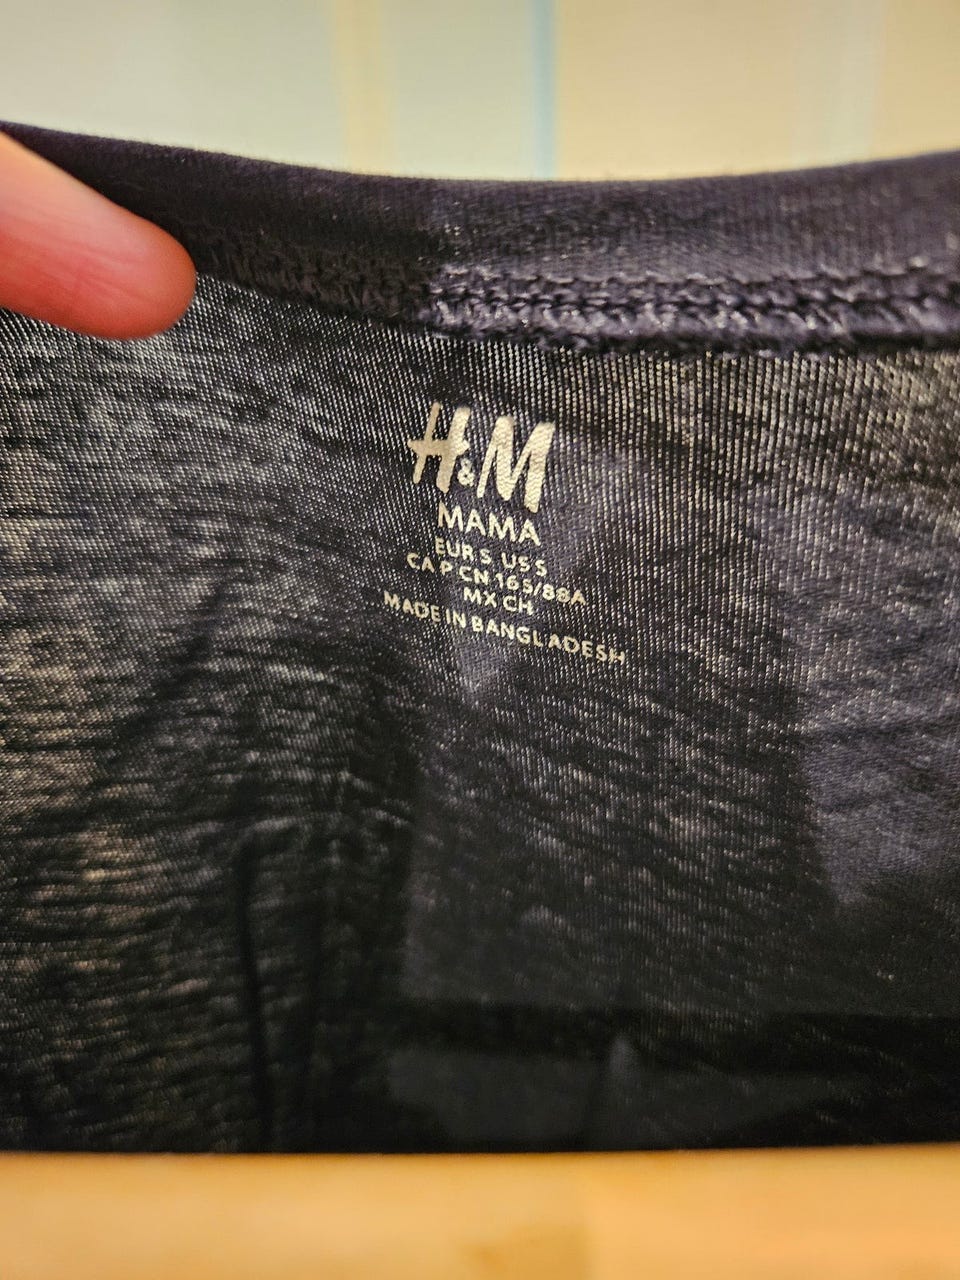 H&M
MAMA
EUR S US S
CA P CN 165/88A
MX CH
MADE IN BANGLADESH